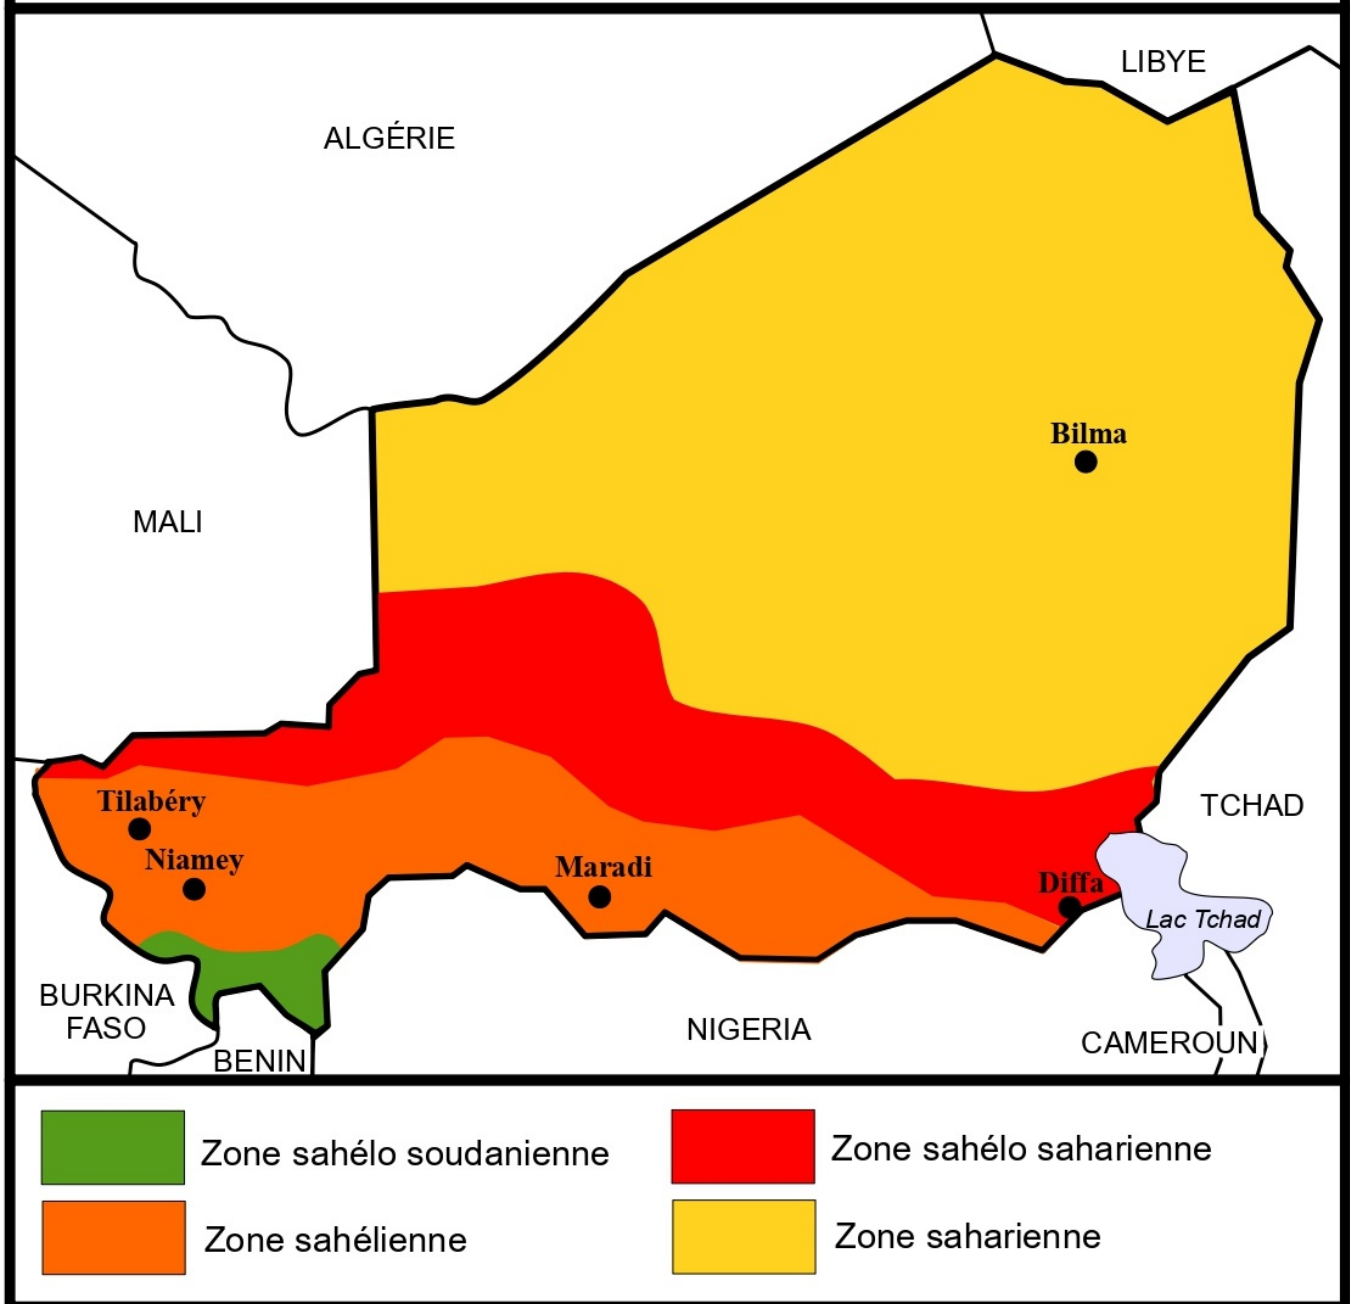 LIBYE
ALGÉRIE
Bilma
MALI
Tilabéry
TCHAD
Niamey
Maradi
Diffa
Lac Tchad
BURKINA
FASO
NIGERIA
CAMEROUN
BENIN
Zone sahélo soudanienne
Zone sahélo saharienne
Zone sahélienne
Zone saharienne